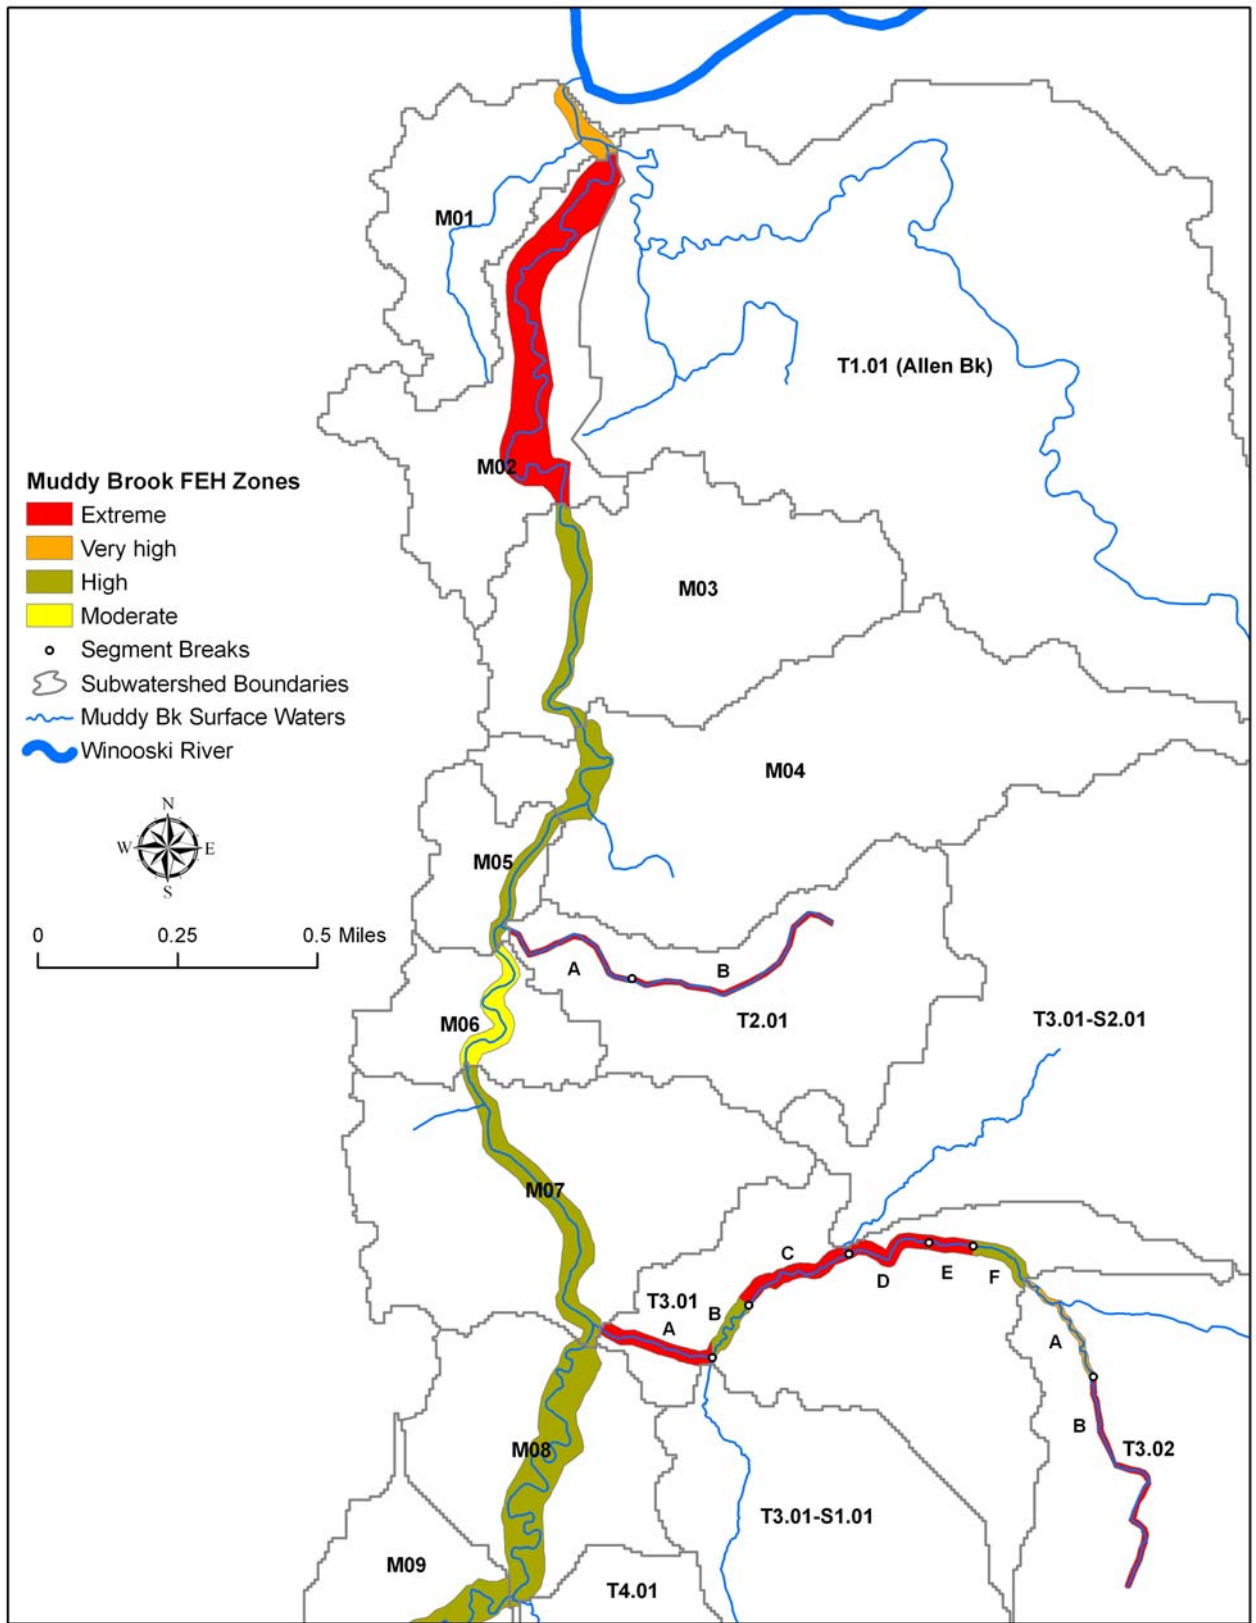 M01
T1.01 (Allen Bk)
M02
Muddy Brook FEH Zones
Extreme
Very high
High
Moderate
Segment Breaks
Subwatershed Boundaries
Muddy Bk Surface Waters
Winooski River
M03
M04
N
W E
S
M05
0 0.25 0.5 Miles
A B
M06
T2.01
T3.01-S2.01
M07
C
D E F
T3.01
A B
A
B
T3.02
M08
T3.01-S1.01
M09
T4.01